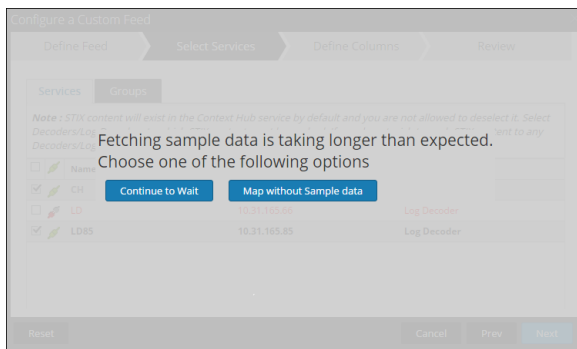 Configure a Custom Feed
Define Feed Select Services Define Columns Review
Services Groups
Note : STIX content will exist in the Context Hub service by default and you are not allowed to deselect it. Select
Decoders/Log
Fetching sample data is taking longer than expected.
ent to any
Decoders/Log
Choose one of the following options
Name
Continue to Wait Map without Sample data
CH
LD 10.31.165.68 Log Decoder
LD85 10.31.165.85 Log Decoder
Reset Cancel Prev Next